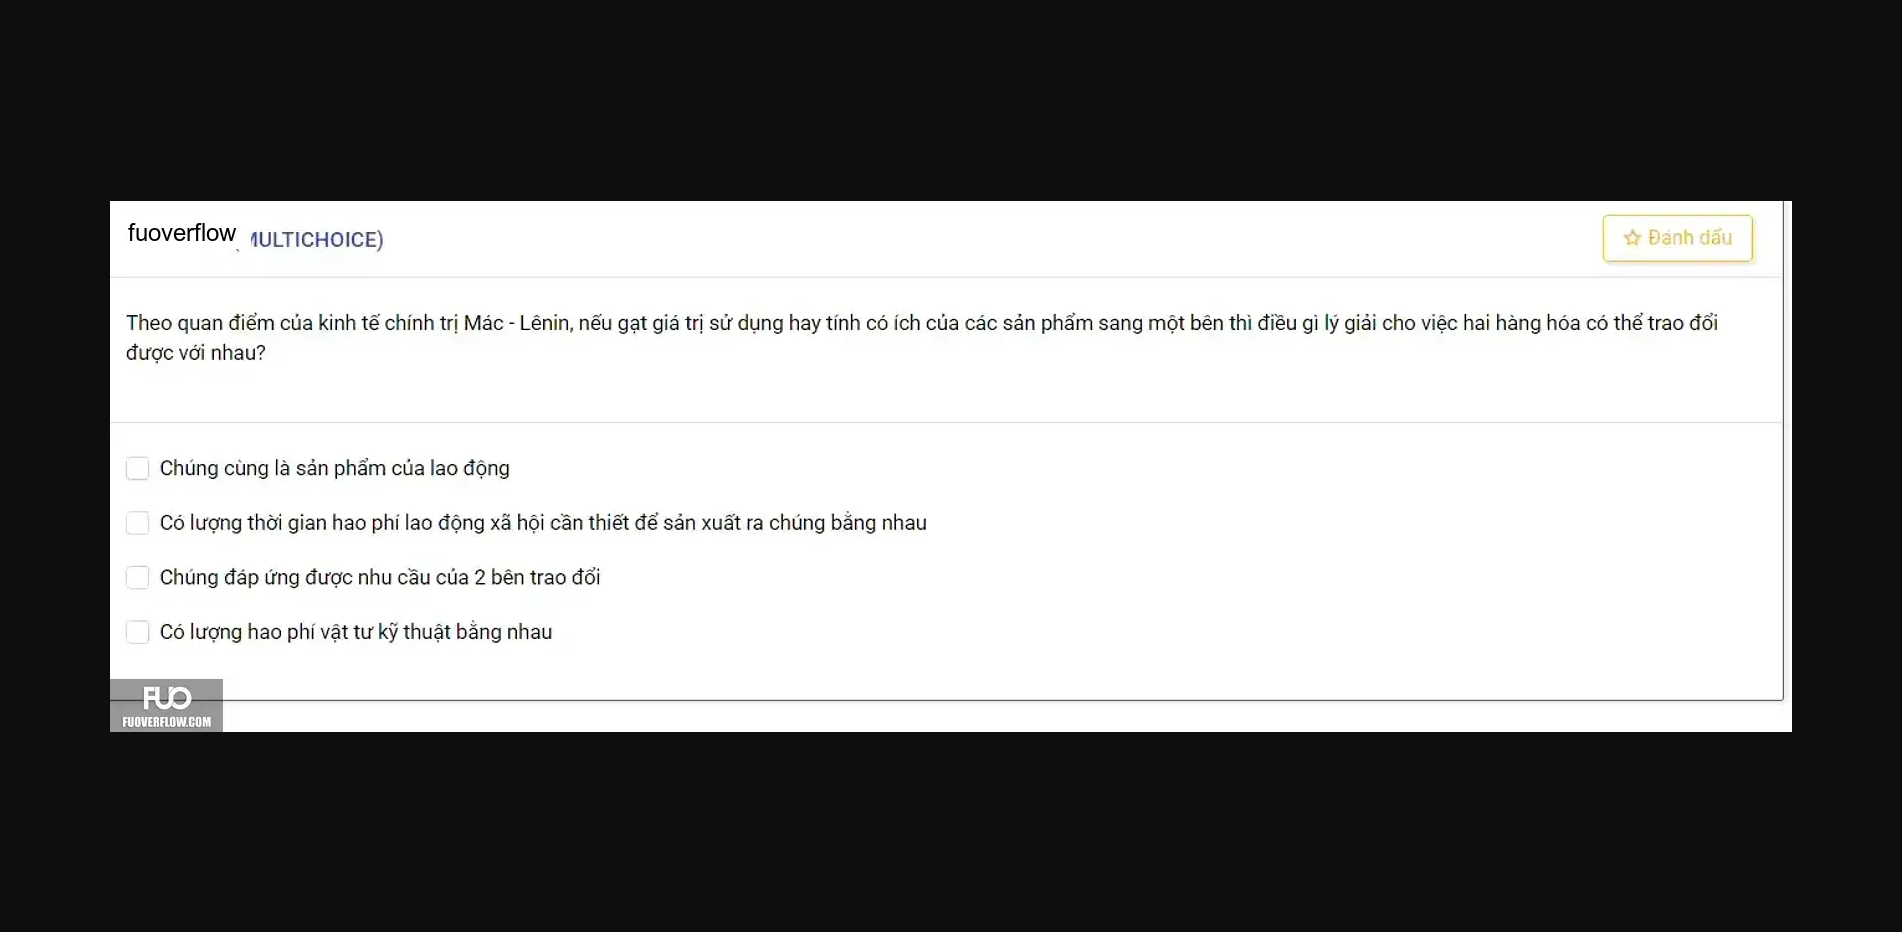 fuoverflow
MULTICHOICE)
Đánh dấu
Theo quan điểm của kinh tế chính trị Mác - Lênin, nếu gạt giá trị sử dụng hay tính có ích của các sản phẩm sang một bên thì điều gì lý giải cho việc hai hàng hóa có thể trao đổi
được với nhau?
Chúng cùng là sản phẩm của lao động
Có lượng thời gian hao phí lao động xã hội cần thiết để sản xuất ra chúng bằng nhau
Chúng đáp ứng được nhu cầu của 2 bên trao đổi
Có lượng hao phí vật tư kỹ thuật bằng nhau
FUO
FUOVERFLOW.COM